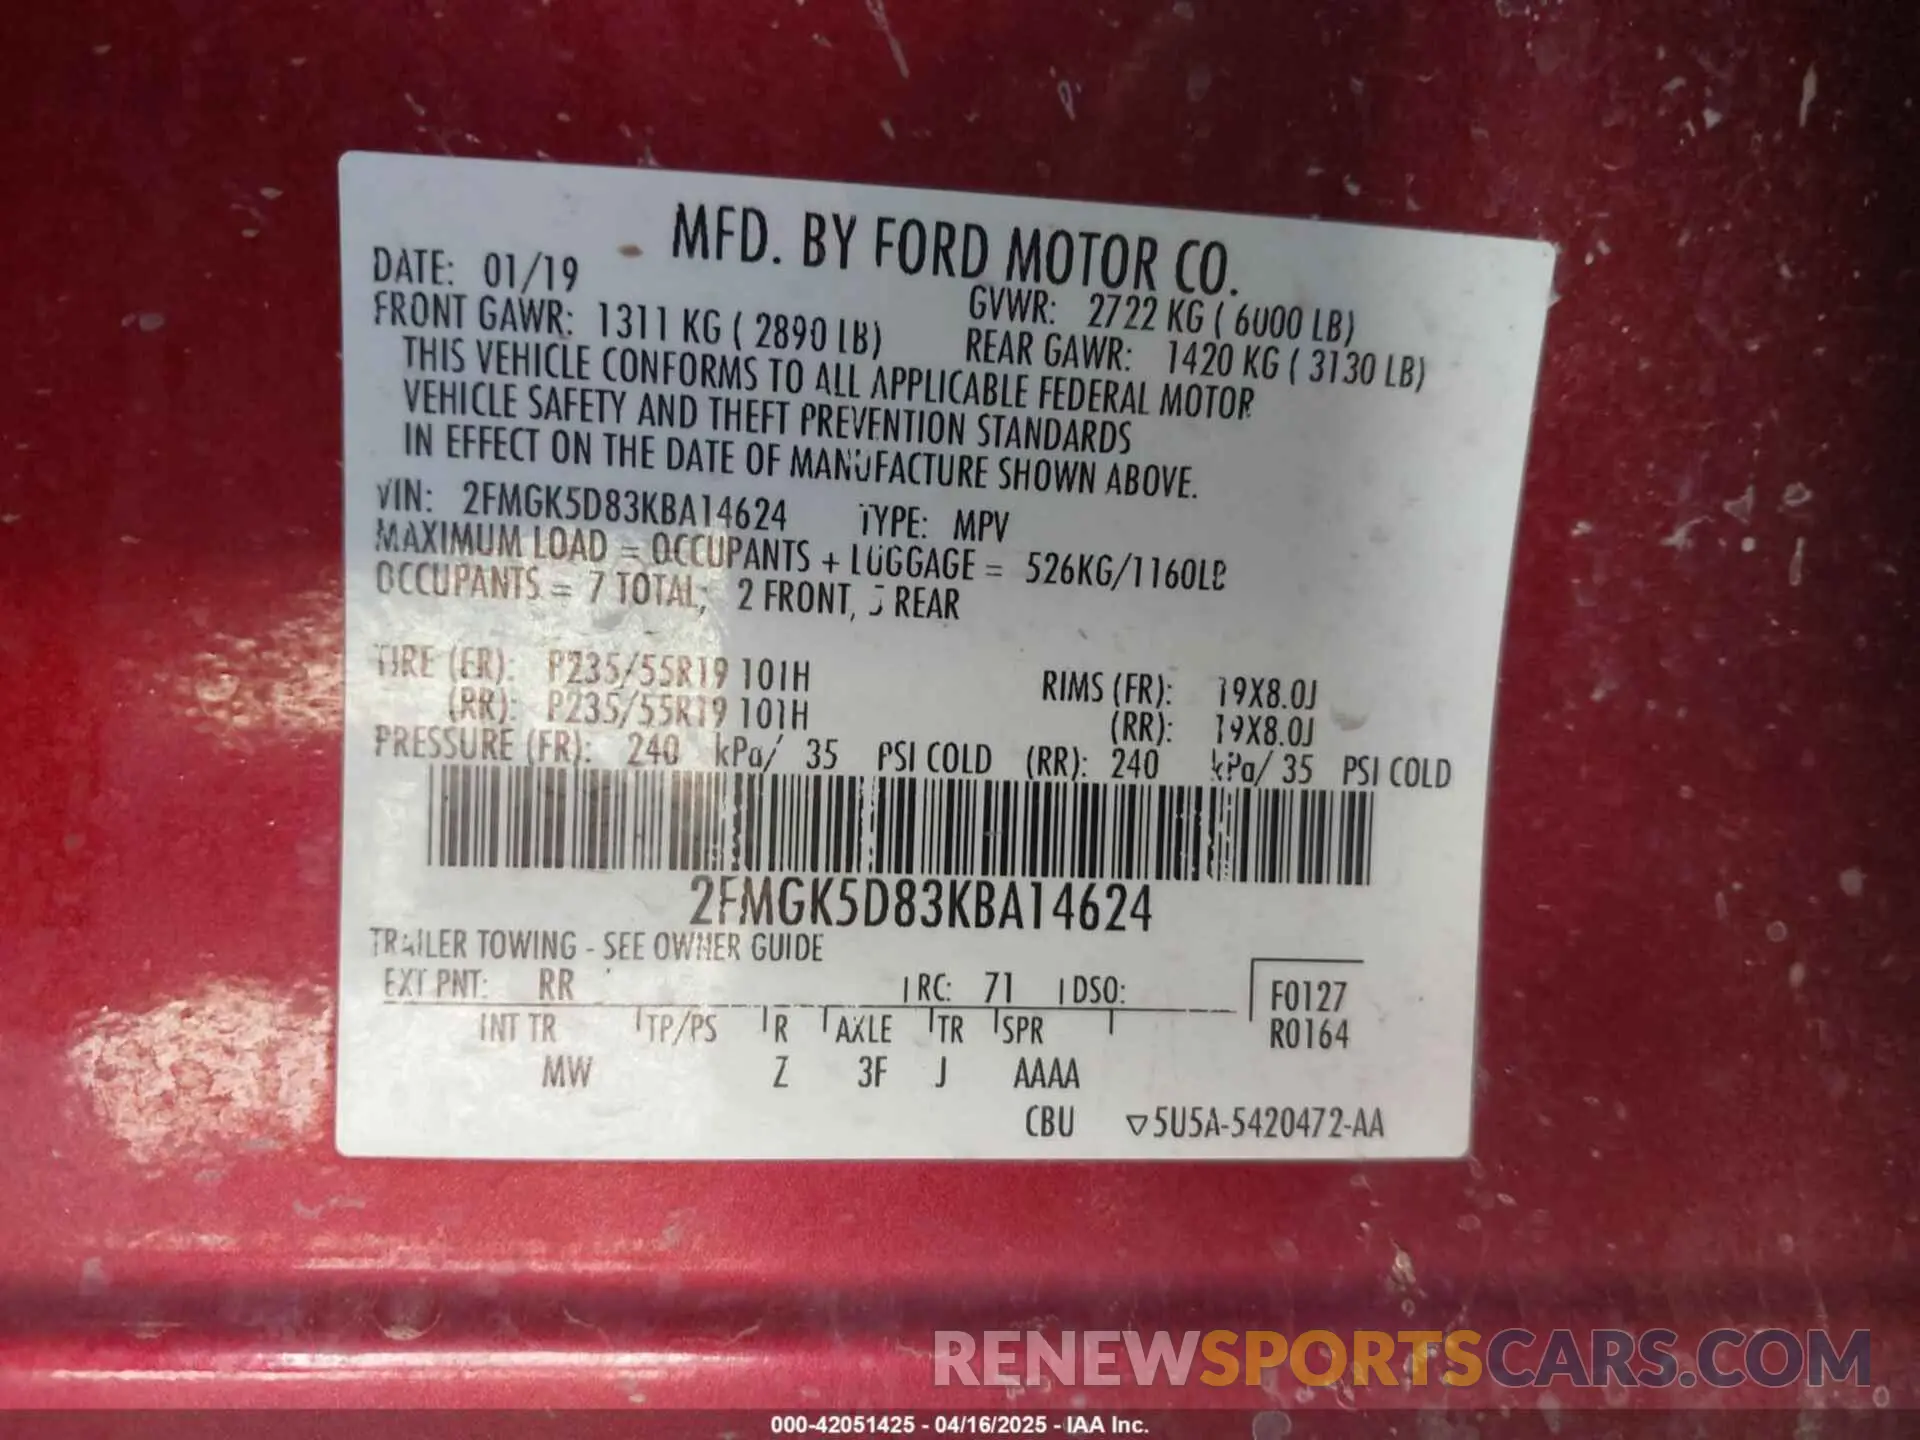 MFD. BY FORD MOTOR CO.
DATE: 01/19
GVWR: 2722 KG ( 6000 LB)
FRONT GAWR: 1311 KG ( 2890 LB)
REAR GAWR: 1420 KG ( 3130 LB)
THIS VEHICLE CONFORMS TO ALL APPLICABLE FEDERAL MOTOR
VEHICLE SAFETY AND THEFT PREVENTION STANDARDS
IN EFFECT ON THE DATE OF MANUFACTURE SHOWN ABOVE.
VIN: 2FMGK5D83KBA14624 TYPE: MPV
MAXIMUM LOAD = OCCUPANTS + LUGGAGE = 526KG/1160LB
OCCUPANTS = 7 TOTAL, 2 FRONT, 5 REAR
TIRE (FR): P235/55R19 101H RIMS (FR): 19X8.0J
(RR): P235/55R19 101H (RR): 19X8.0J
PRESSURE (FR): 240 kPa/ 35 PSI COLD (RR): 240 kPa/ 35 PSI COLD
2FMGK5D83KBA14624
TRAILER TOWING - SEE OWNER GUIDE
EXT PNT: RR RC: 71 DSO:
F0127
INT TR TP/PS R AXLE TR SPR
R0164
MW Z 3F J AAAA
CBU ▽5U5A-5420472-AA
RENEWSPORTSCARS.COM
000-42051425 - 04/16/2025 - IAA Inc.